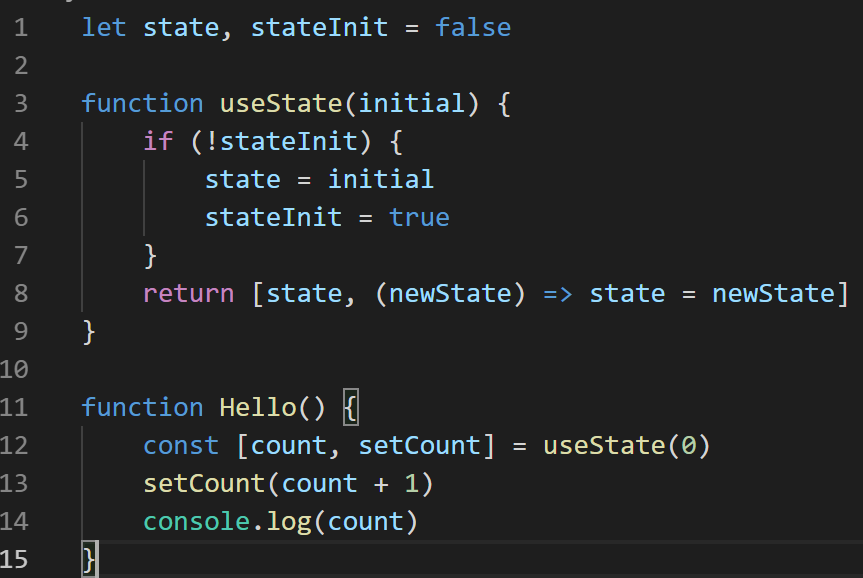 1 let state, stateInit = false
2
3 function useState(initial) {
4     if (!stateInit) {
5         state = initial
6         stateInit = true
7     }
8     return [state, (newState) => state = newState]
9 }
10
11 function Hello() {
12     const [count, setCount] = useState(0)
13     setCount(count + 1)
14     console.log(count)
15 }